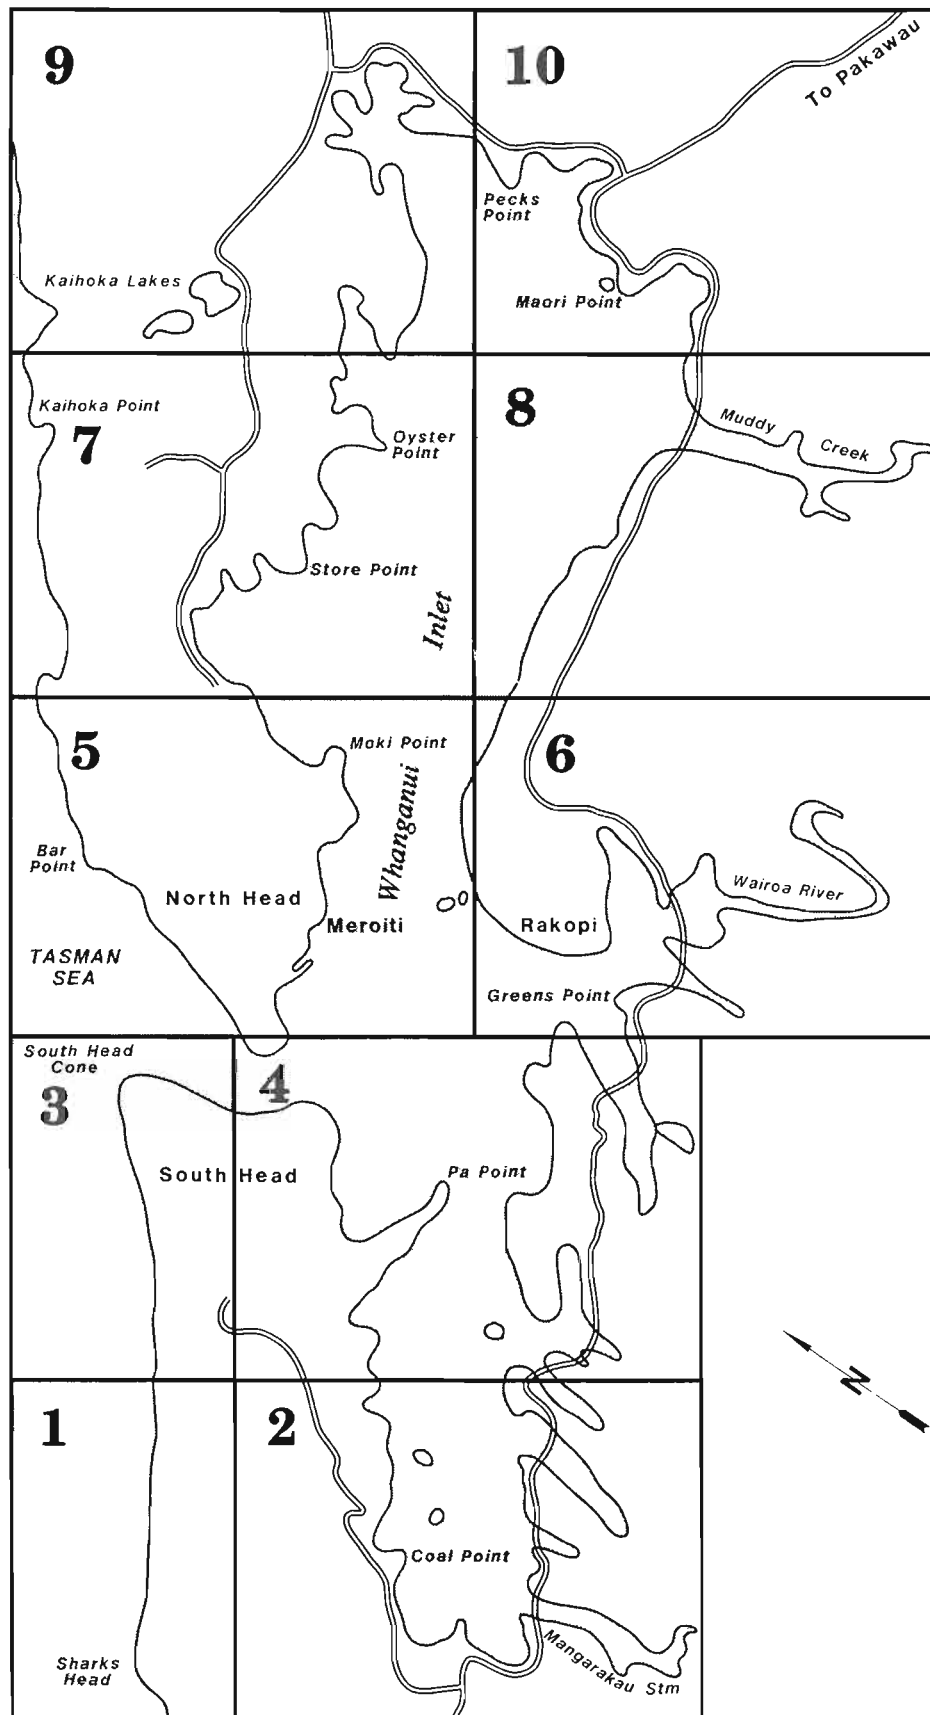 9
10
To Pakawau
Pecks
Point
Kaihoka Lakes
Maori Point
Kaihoka Point
7
8
Muddy
Creek
Oyster
Point
Store Point
Inlet
5
6
Moki Point
Whanganui
Bar
Point
North Head
Meroiti
Wairoa River
Rakopi
TASMAN
SEA
Greens Point
South Head
Cone
3
4
South Head
Pa Point
N
1
2
Coal Point
Mangarakau Stm
Sharks
Head